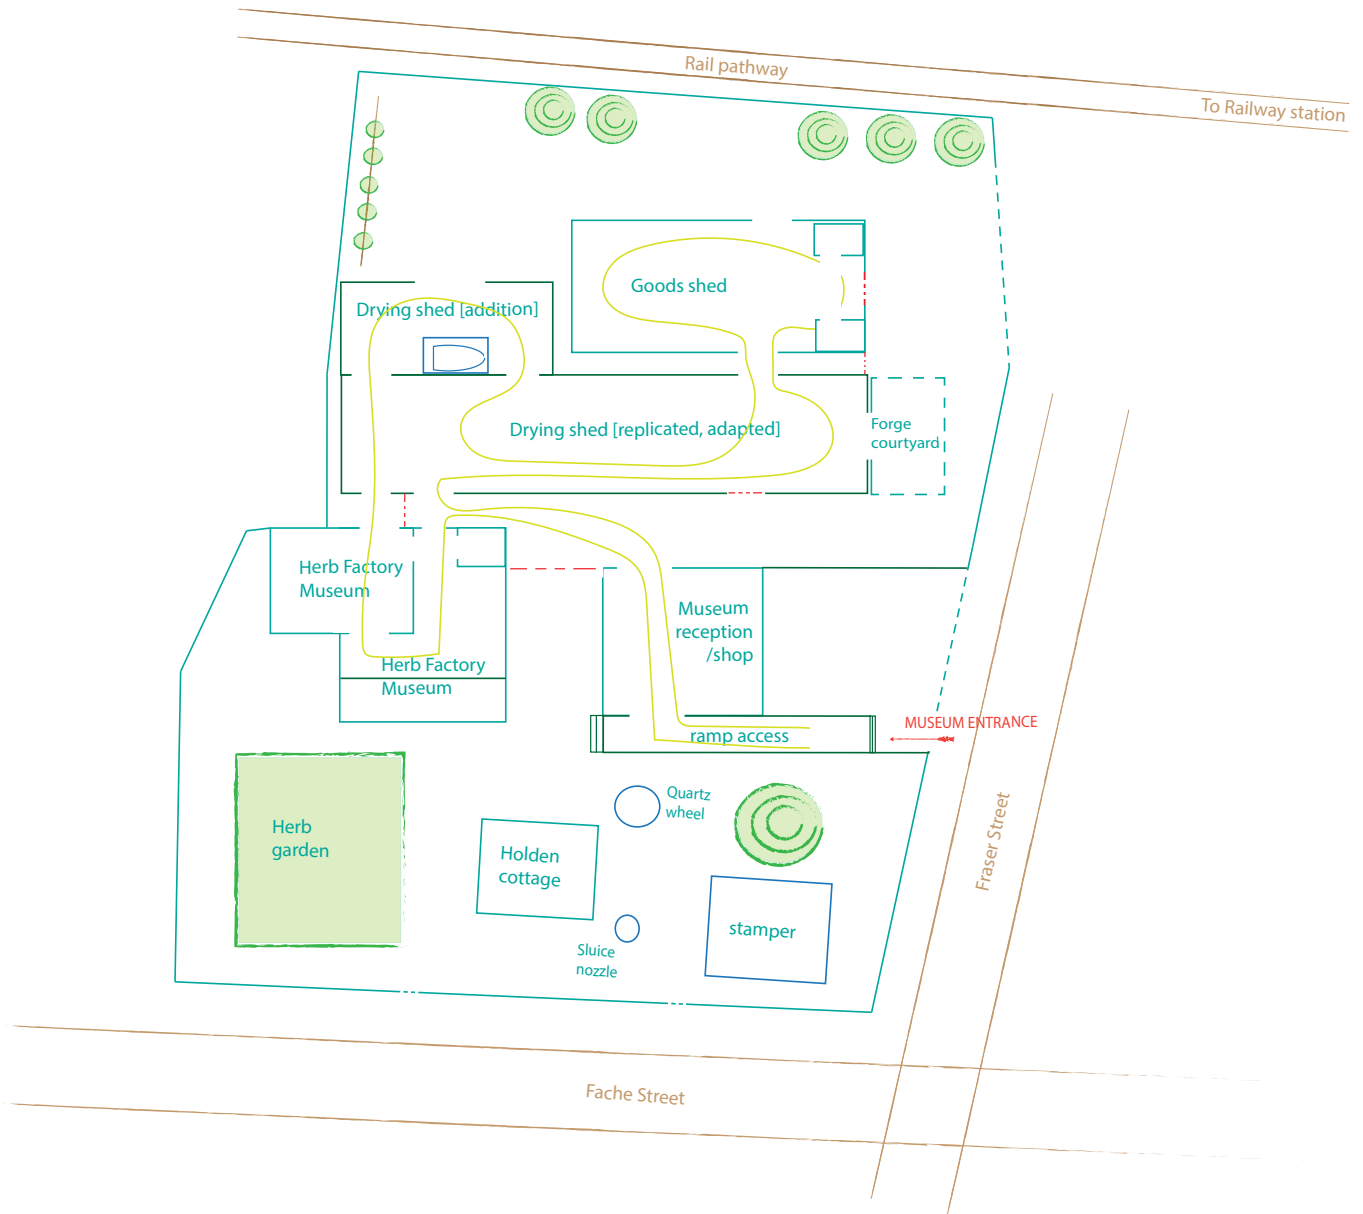 Rail pathway
To Railway station
Goods shed
Drying shed [addition]
Drying shed [replicated, adapted]
Forge
courtyard
Herb Factory
Museum
Museum
reception
/shop
Herb Factory
Museum
MUSEUM ENTRANCE
ramp access
Quartz
wheel
Herb
garden
Holden
cottage
stamper
Sluice
nozzle
Fraser Street
Fache Street